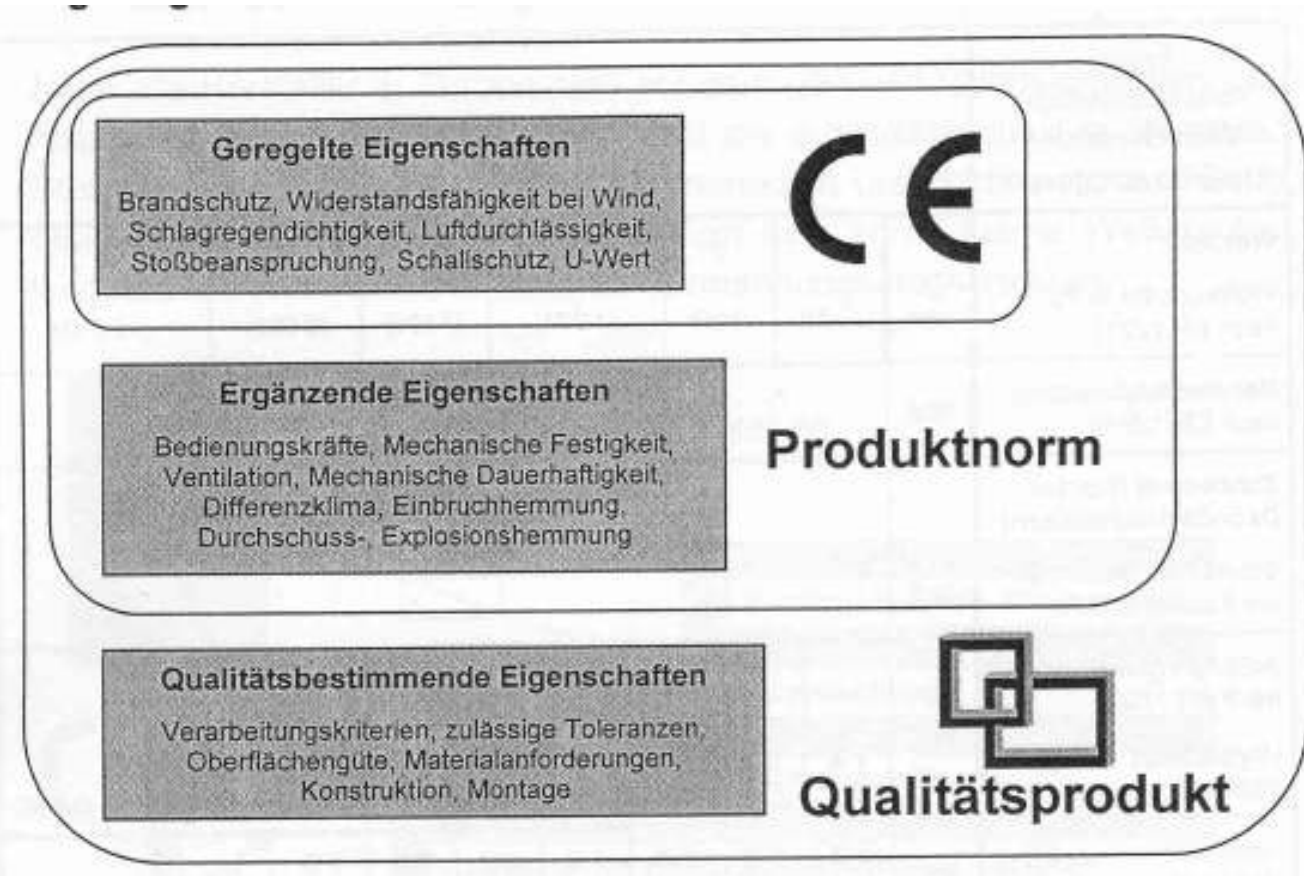 Geregelte Eigenschaften
Brandschutz, Widerstandsfähigkeit bei Wind,
Schlagregendichtigkeit, Luftdurchlässigkeit,
Stoßbeanspruchung, Schallschutz, U-Wert
CE
Ergänzende Eigenschaften
Bedienungskräfte, Mechanische Festigkeit,
Ventilation, Mechanische Dauerhaftigkeit,
Differenzklima, Einbruchhemmung,
Durchschuss-, Explosionshemmung
Produktnorm
Qualitätsbestimmende Eigenschaften
Verarbeitungskriterien, zulässige Toleranzen,
Oberflächengüte, Materialanforderungen,
Konstruktion, Montage
Qualitätsprodukt